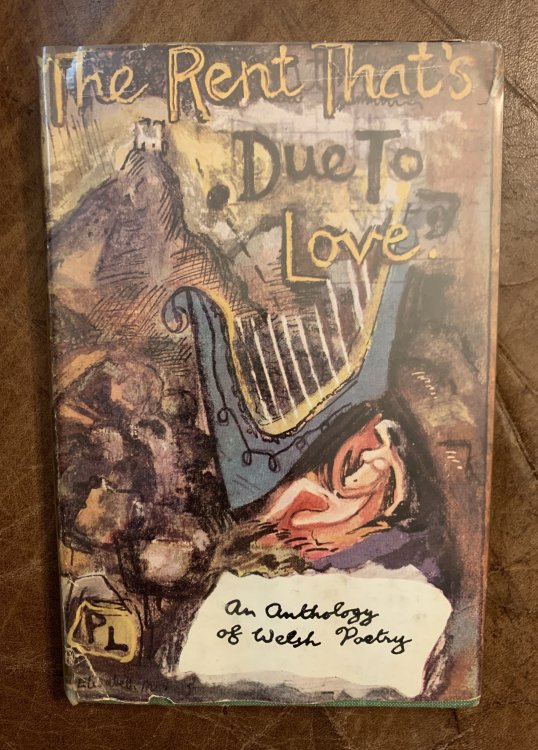 The Rent That's
Due To
Love.
An Anthology
of Welsh Poetry
PL